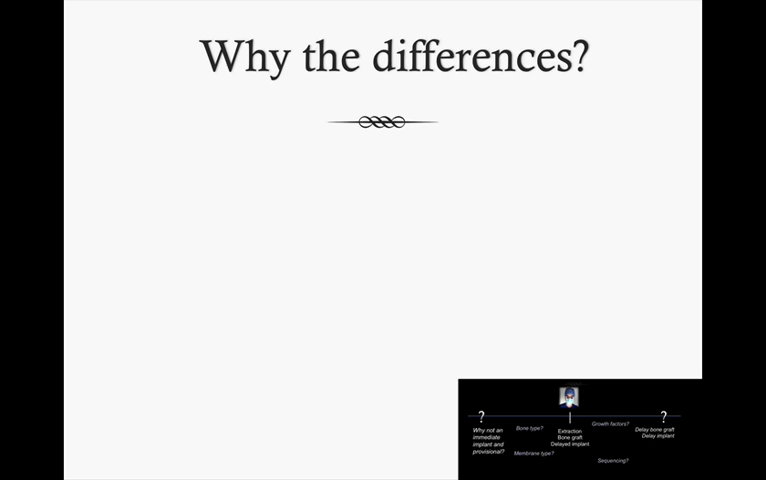 Why the differences?
?
?
Why not an
immediate
implant and
provisional?
Bone type?
Membrane type?
Extraction
Bone graft
Delayed implant
Growth factors?
Sequencing?
Delay bone graft
Delay implant